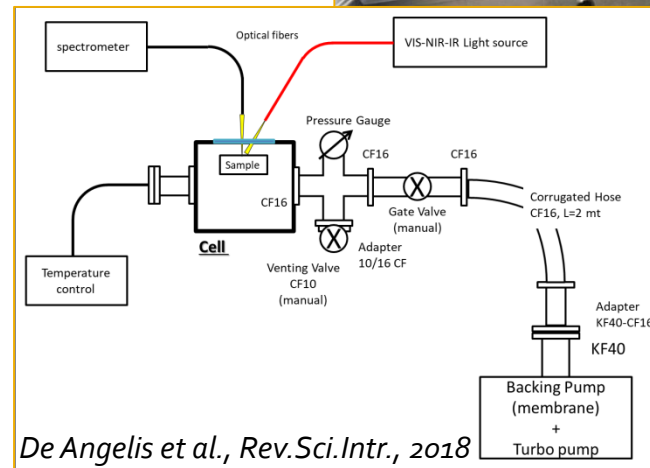 spectrometer
Optical fibers
VIS-NIR-IR Light source
Pressure Gauge
Sample
CF16
CF16
CF16
Cell
Gate Valve
(manual)
Corrugated Hose
CF16, L=2 mt
Adapter
10/16 CF
Venting Valve
CF10
(manual)
Temperature
control
Adapter
KF40-CF16
KF40
Backing Pump
(membrane)
+
Turbo pump
De Angelis et al., Rev.Sci.Intr., 2018